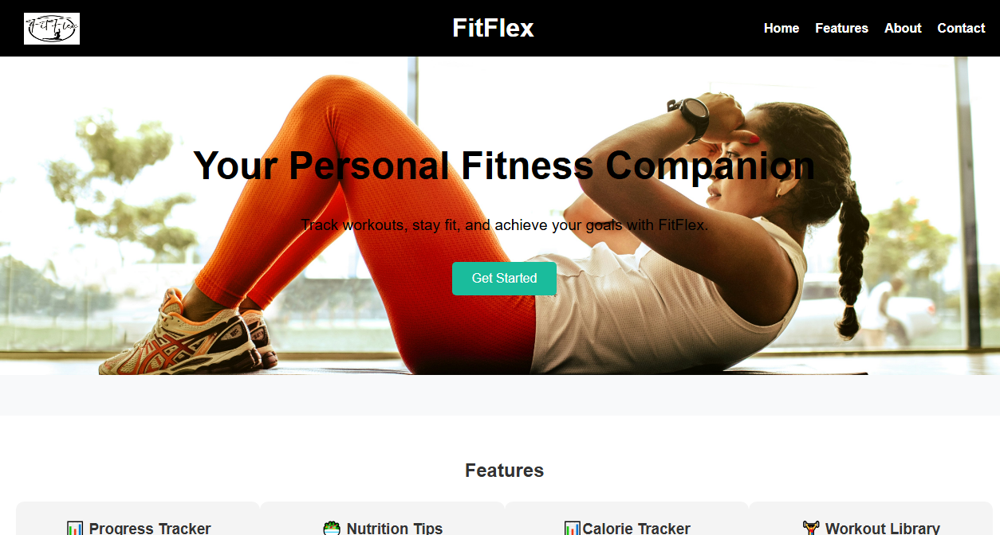 FitFlex
FitFlex
Home Features About Contact
Your Personal Fitness Companion
Track workouts, stay fit, and achieve your goals with FitFlex.
Get Started
Features
Progress Tracker
Nutrition Tips
Calorie Tracker
Workout Library